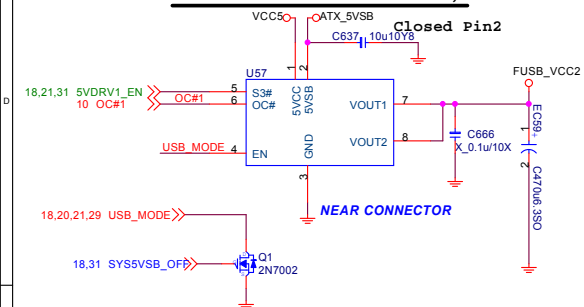 VCC5 ATX_5VSB
Closed Pin2
C637 10u10Y8
FUSB_VCC2
U57
1 2
18,21,31 5VDRV1_EN 5 S3# 5VCC 5VSB VOUT1 7
10 OC#1 OC#1 6 OC#
D
EC59
+
1
C666
X_0.1u/10X
VOUT2 8
USB_MODE 4 EN GND
2
C470u6.3SO
3
NEAR CONNECTOR
18,20,21,29 USB_MODE
18,31 SYS5VSB_OFF
Q1
2N7002